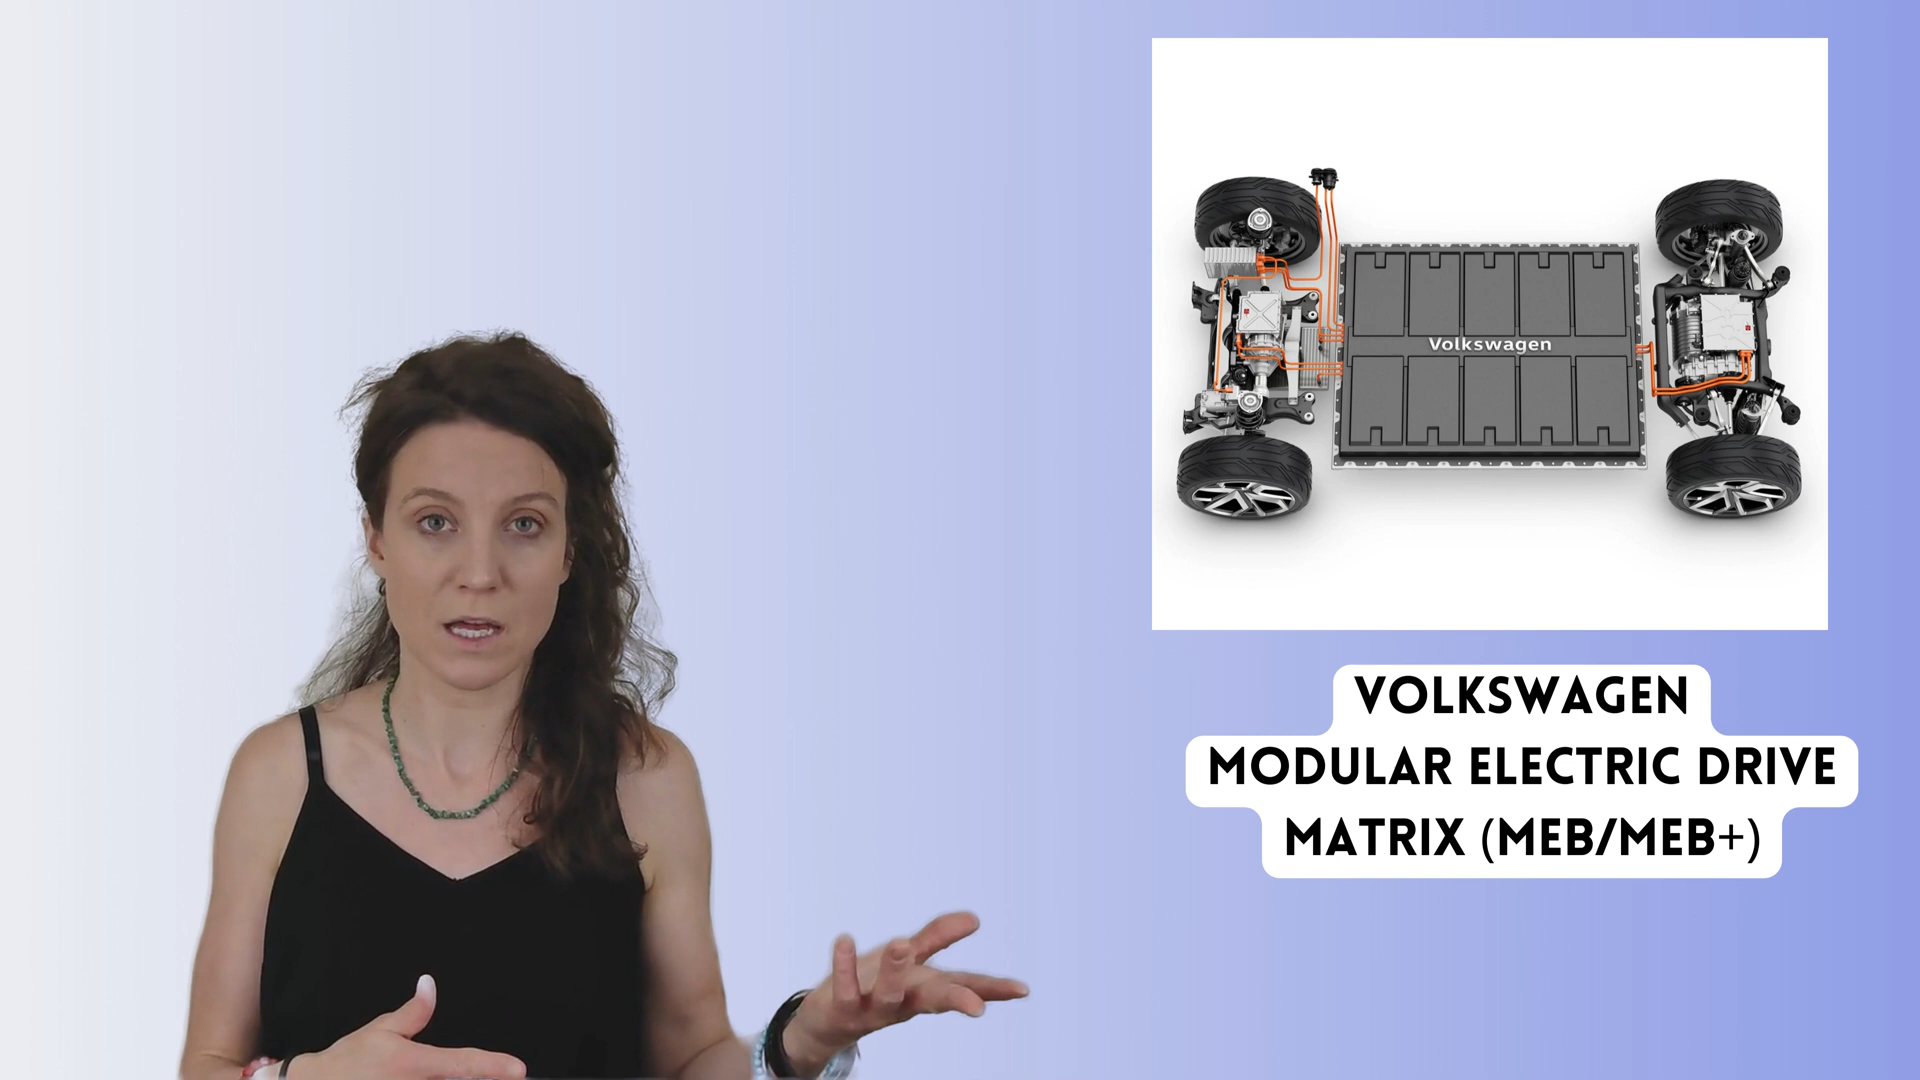 Volkswagen
VOLKSWAGEN
MODULAR ELECTRIC DRIVE
MATRIX (MEB/MEB+)